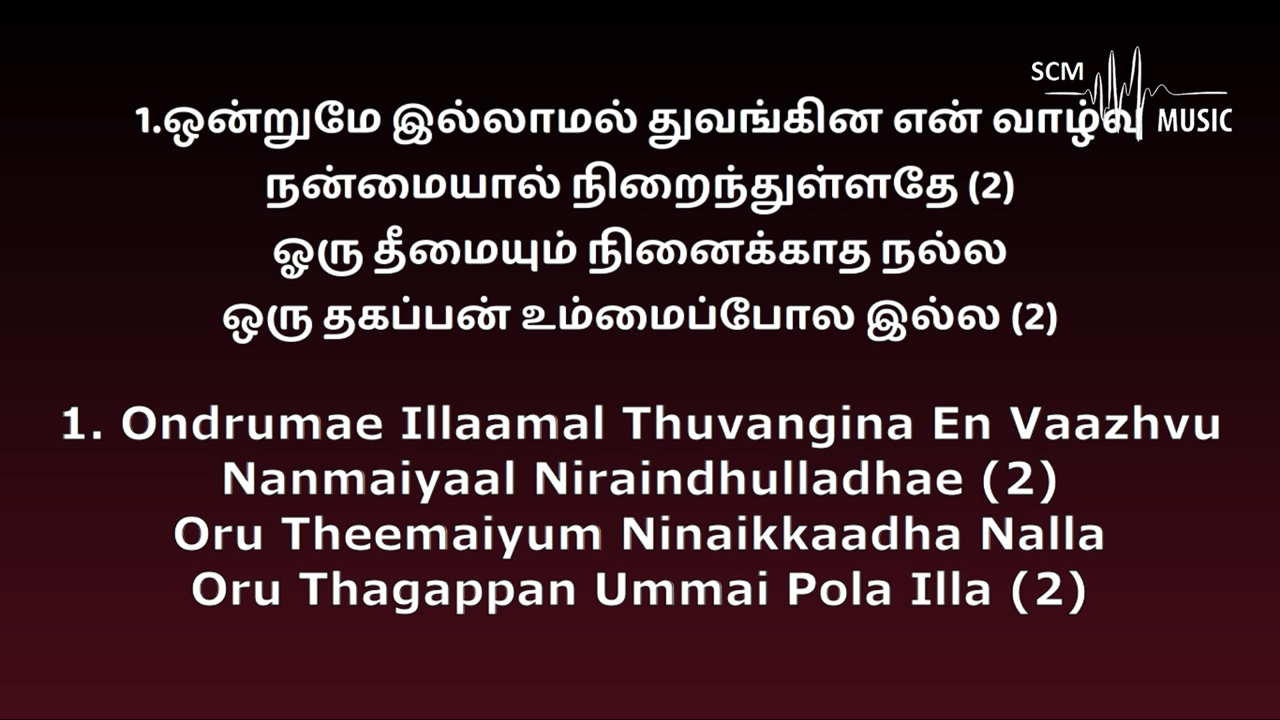 SCM
MUSIC
1.ஒன்றுமே இல்லாமல் துவங்கின என் வாழ்வு
நன்மையால் நிறைந்துள்ளதே (2)
ஓரு தீமையும் நினைக்காத நல்ல
ஒரு தகப்பன் உம்மைப்போல இல்ல (2)
1. Ondrumae Illaamal Thuvangina En Vaazhvu
Nanmaiyaal Niraindhulladhae (2)
Oru Theemaiyum Ninaikkaadha Nalla
Oru Thagappan Ummai Pola Illa (2)